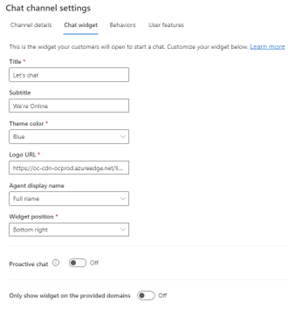 Chat channel settings
Channel details Chat widget Behaviors User features
This is the widget your customers will open to start a chat. Customize your widget below. Learn more
Title *
Let's chat
Subtitle
We're Online
Theme color *
Blue
Logo URL *
https://oc-cdn-ocprod.azureedge.net/li...
Agent display name
Full name
Widget position *
Bottom right
Proactive chat Off
Only show widget on the provided domains Off